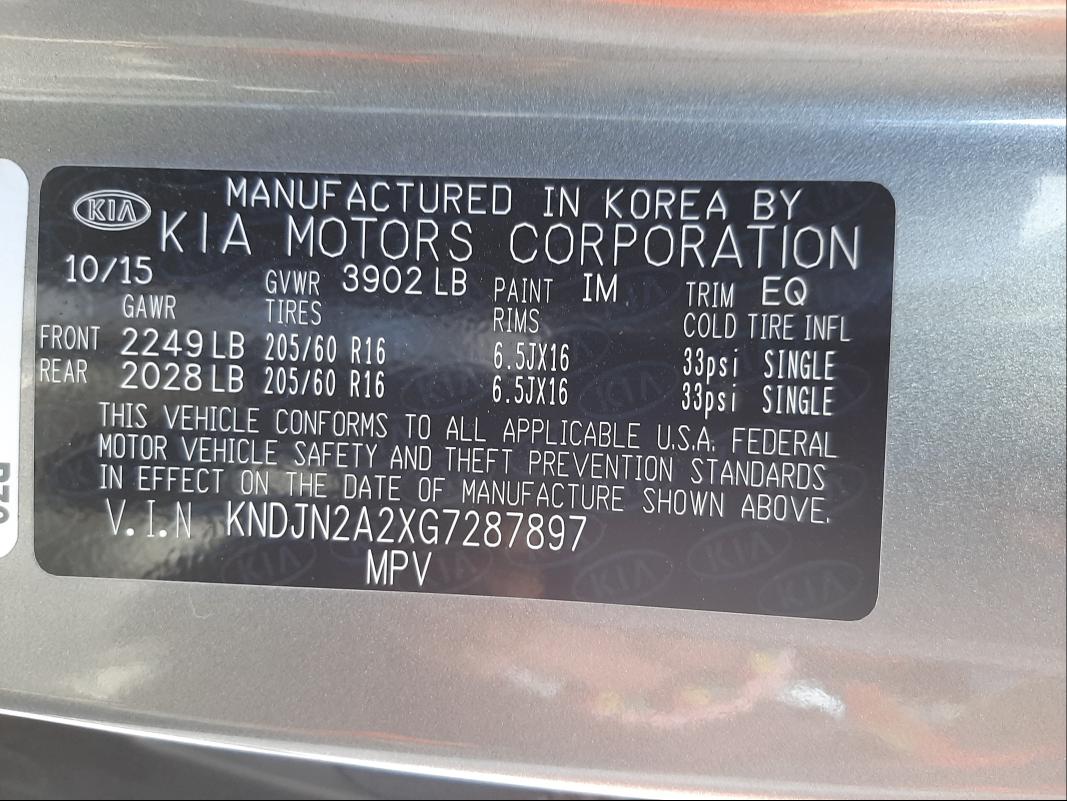 KIA MANUFACTURED IN KOREA BY
KIA MOTORS CORPORATION
10/15 GVWR 3902 LB PAINT IM TRIM EQ
GAWR TIRES RIMS COLD TIRE INFL
FRONT 2249 LB 205/60 R16 6.5JX16 33psi SINGLE
REAR 2028 LB 205/60 R16 6.5JX16 33psi SINGLE
THIS VEHICLE CONFORMS TO ALL APPLICABLE U.S.A. FEDERAL
MOTOR VEHICLE SAFETY AND THEFT PREVENTION STANDARDS
IN EFFECT ON THE DATE OF MANUFACTURE SHOWN ABOVE.
V.I.N KNDJN2A2XG7287897
MPV